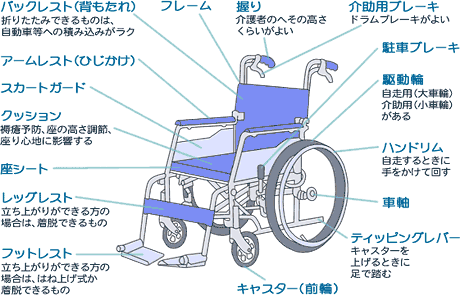 バックレスト(背もたれ)
折りたたみできるものは、
自動車等への積み込みがラク
フレーム
握り
介護者のへその高さ
くらいがよい
介助用ブレーキ
ドラムブレーキがよい
アームレスト(ひじかけ)
駐車ブレーキ
スカートガード
駆動輪
自走用(大車輪)
介助用(小車輪)
がある
クッション
褥瘡予防、座の高さ調節、
座り心地に影響する
ハンドリム
自走するときに
手をかけて回す
座シート
レッグレスト
立ち上がりができる方の
場合は、着脱できるもの
車軸
フットレスト
立ち上がりができる方の
場合は、はね上げ式か
着脱できるもの
ティッピングレバー
キャスターを
上げるときに
足で踏む
キャスター(前輪)